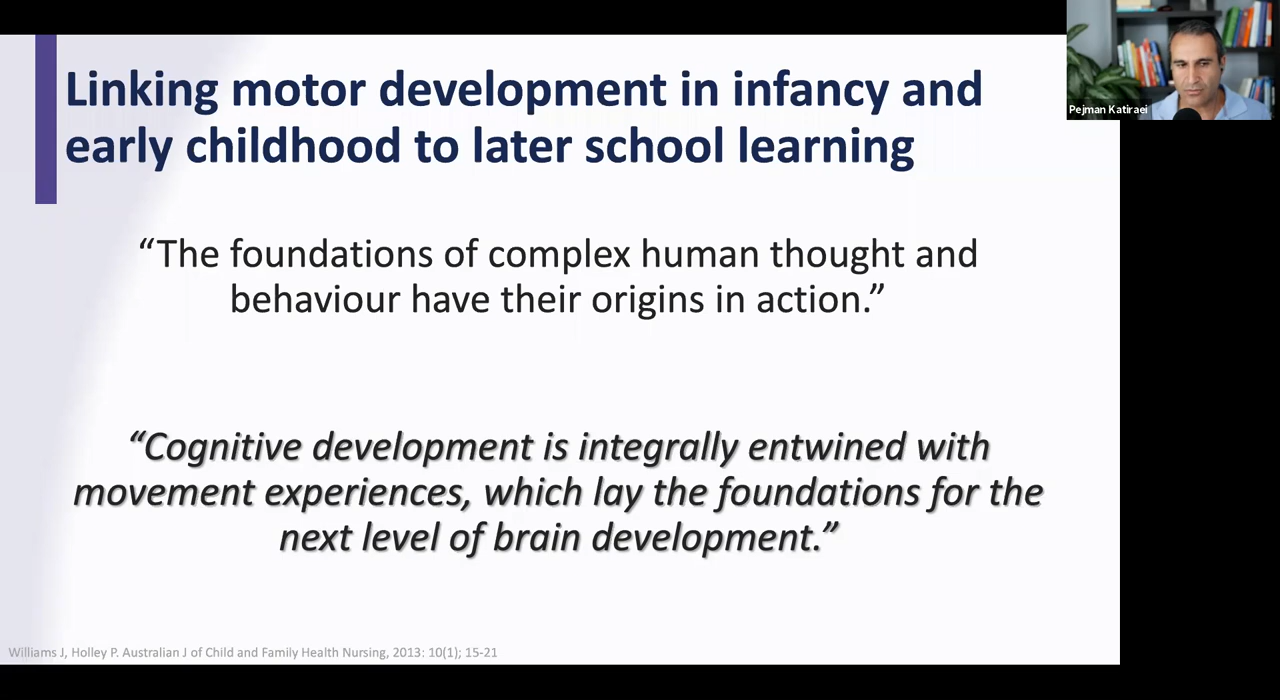 Linking motor development in infancy and
early childhood to later school learning
Pejman Katiraei
“The foundations of complex human thought and
behaviour have their origins in action.”
“Cognitive development is integrally entwined with
movement experiences, which lay the foundations for the
next level of brain development.”
Williams J, Holley P. Australian J of Child and Family Health Nursing, 2013: 10(1); 15-21